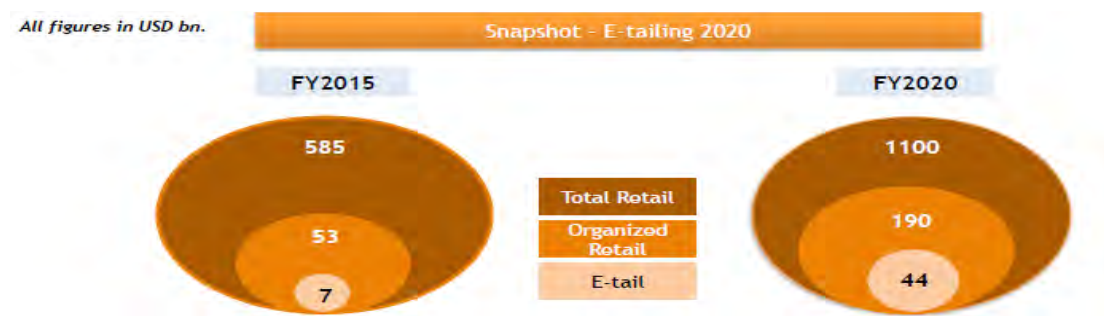 All figures in USD bn.
Snapshot - E-tailing 2020
FY2015
FY2020
585
53
7
Total Retail
Organized
Retail
E-tail
1100
190
44